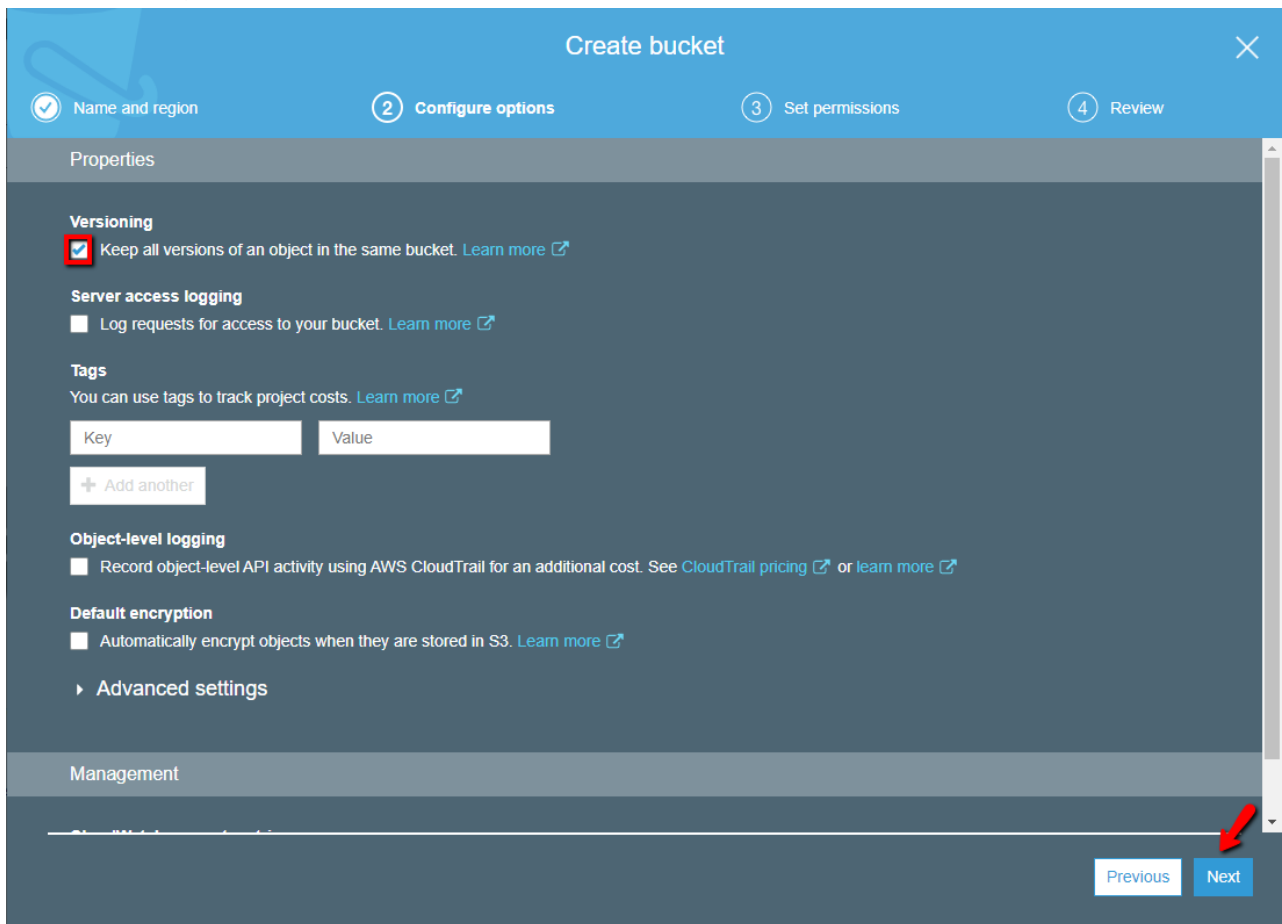 Create bucket
Name and region
2 Configure options
3 Set permissions
4 Review
Properties
Versioning
Keep all versions of an object in the same bucket. Learn more
Server access logging
Log requests for access to your bucket. Learn more
Tags
You can use tags to track project costs. Learn more
Key Value
+ Add another
Object-level logging
Record object-level API activity using AWS CloudTrail for an additional cost. See CloudTrail pricing or learn more
Default encryption
Automatically encrypt objects when they are stored in S3. Learn more
Advanced settings
Management
Previous Next